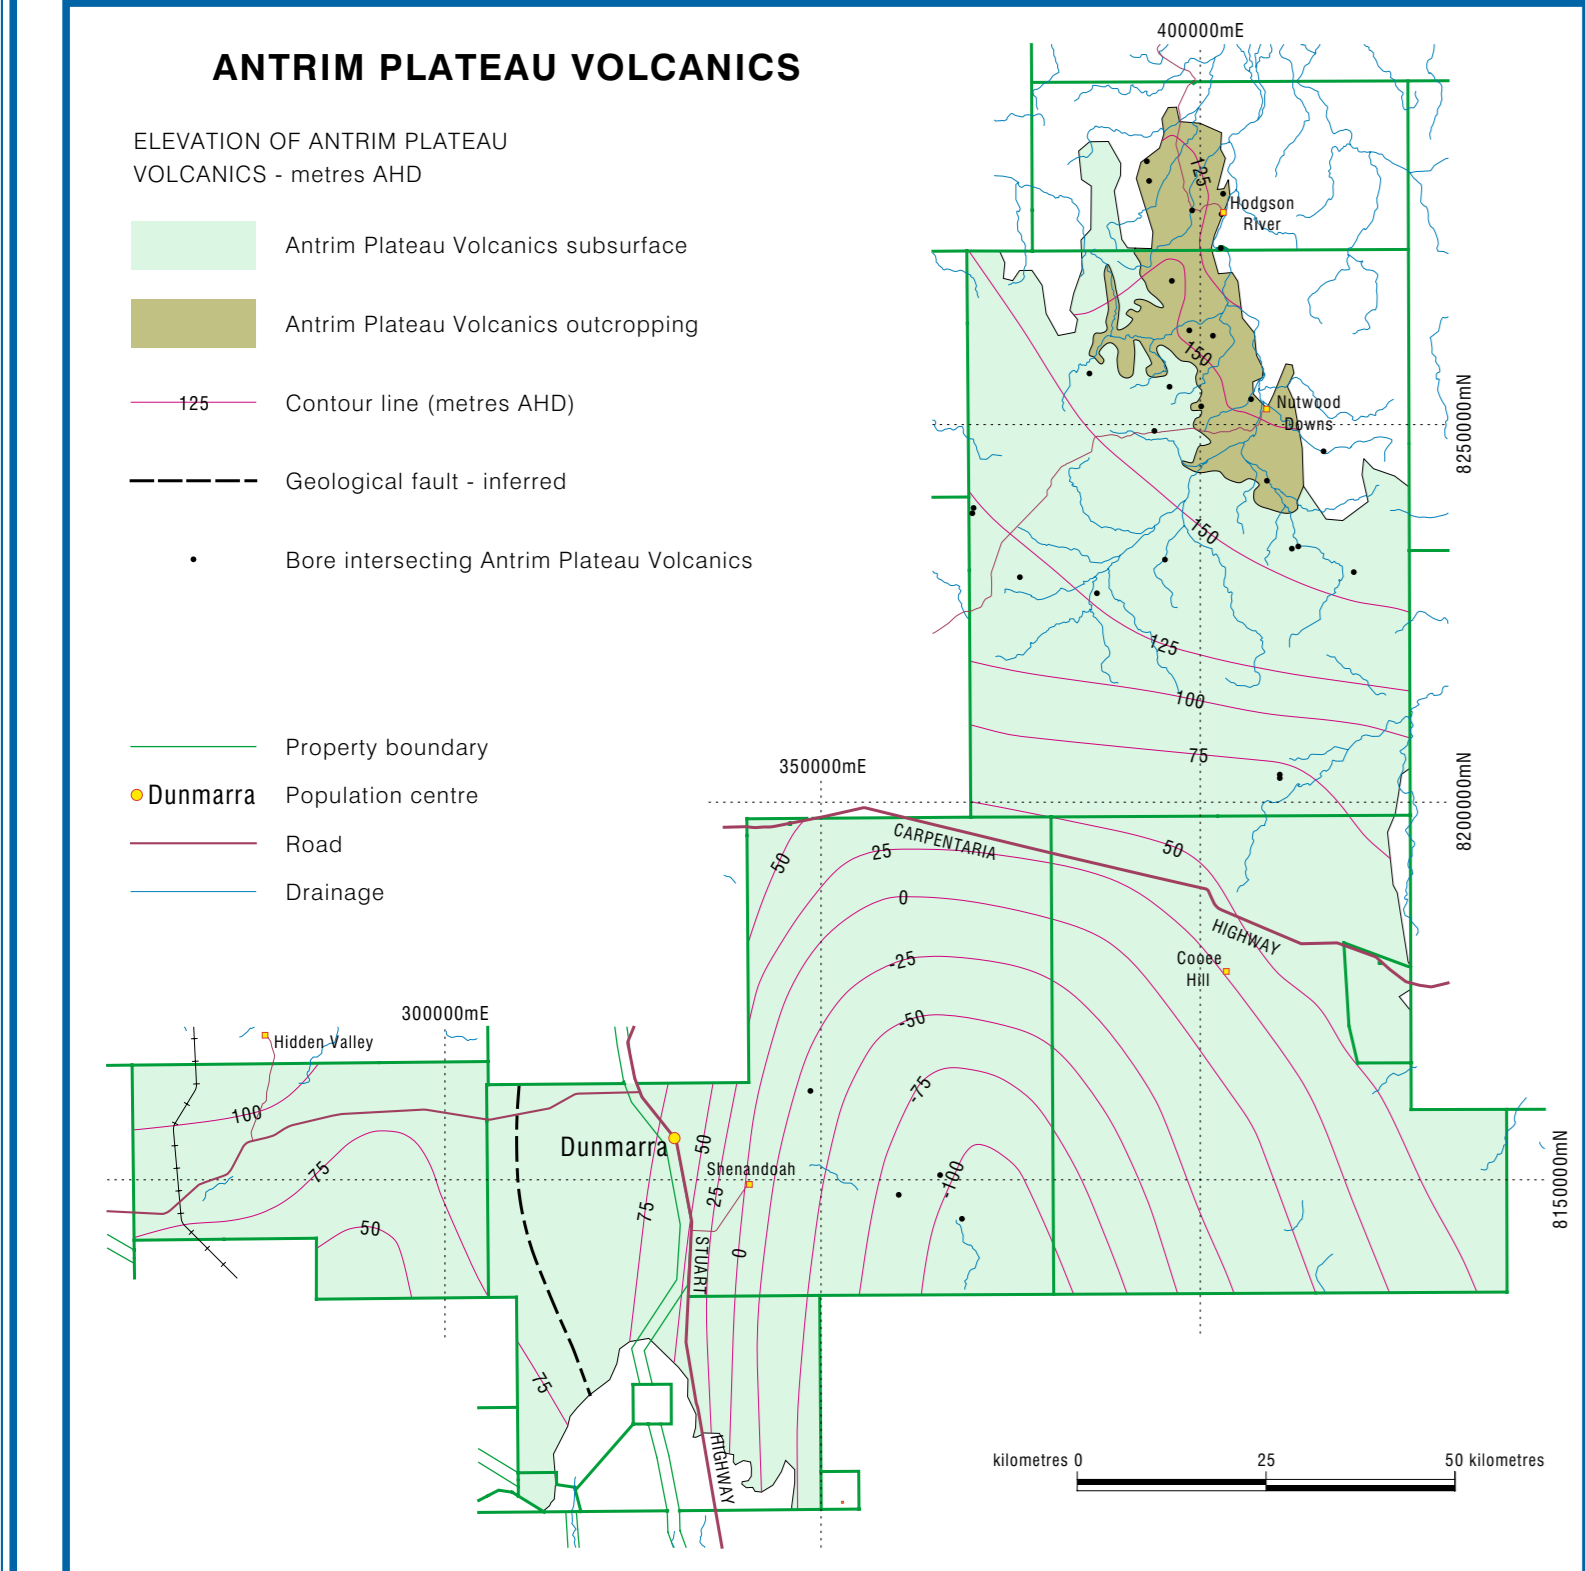 400000mE
ANTRIM PLATEAU VOLCANICS
ELEVATION OF ANTRIM PLATEAU
VOLCANICS - metres AHD
Antrim Plateau Volcanics subsurface
Antrim Plateau Volcanics outcropping
125
Contour line (metres AHD)
Geological fault - inferred
Bore intersecting Antrim Plateau Volcanics
Property boundary
Dunmarra
Population centre
Road
Drainage
125
Hodgson
River
150
Nutwood
Downs
8250000mN
150
125
100
75
350000mE
8200000mN
50
25
CARPENTARIA
50
0
HIGHWAY
-25
Cooee
Hill
-50
300000mE
Hidden Valley
-75
100
75
Dunmarra
50
Shenandoah
-100
8150000mN
75
25
50
STUART
0
75
HIGHWAY
kilometres 0
25
50 kilometres